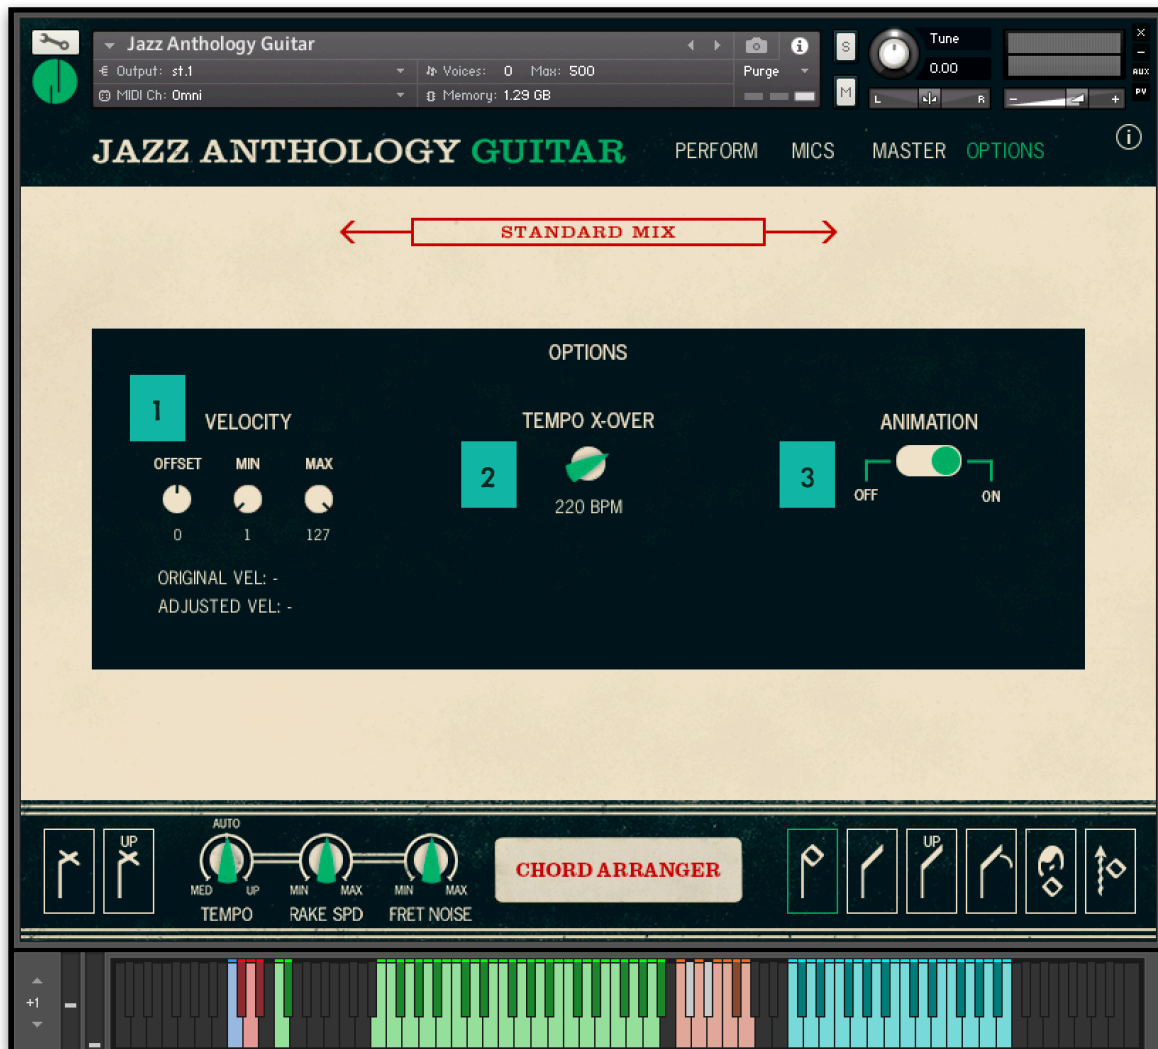 Jazz Anthology Guitar
Output: st.1
Voices: 0 Max: 500
Purge
MIDI Ch: Omni
Memory: 1.29 GB
S
M
Tune
0.00
L R
- +
×
-
AUX
PV
JAZZ ANTHOLOGY GUITAR
PERFORM MICS MASTER OPTIONS
i
STANDARD MIX
OPTIONS
1
VELOCITY
OFFSET MIN MAX
0 1 127
ORIGINAL VEL: -
ADJUSTED VEL: -
2
TEMPO X-OVER
220 BPM
3
ANIMATION
OFF ON
UP
AUTO
MED UP
TEMPO
MIN MAX
RAKE SPD
MIN MAX
FRET NOISE
CHORD ARRANGER
UP
+1